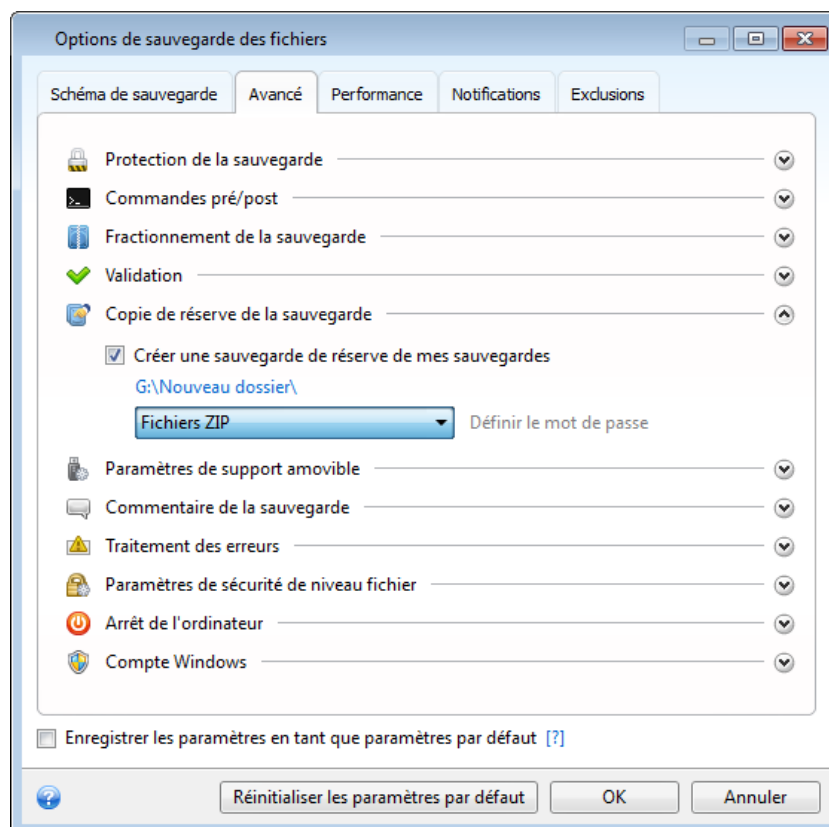 Options de sauvegarde des fichiers
Schéma de sauvegarde Avancé Performance Notifications Exclusions
Protection de la sauvegarde
Commandes pré/post
Fractionnement de la sauvegarde
Validation
Copie de réserve de la sauvegarde
Créer une sauvegarde de réserve de mes sauvegardes
G:\Nouveau dossier\
Fichiers ZIP Définir le mot de passe
Paramètres de support amovible
Commentaire de la sauvegarde
Traitement des erreurs
Paramètres de sécurité de niveau fichier
Arrêt de l'ordinateur
Compte Windows
Enregistrer les paramètres en tant que paramètres par défaut [?]
Réinitialiser les paramètres par défaut OK Annuler